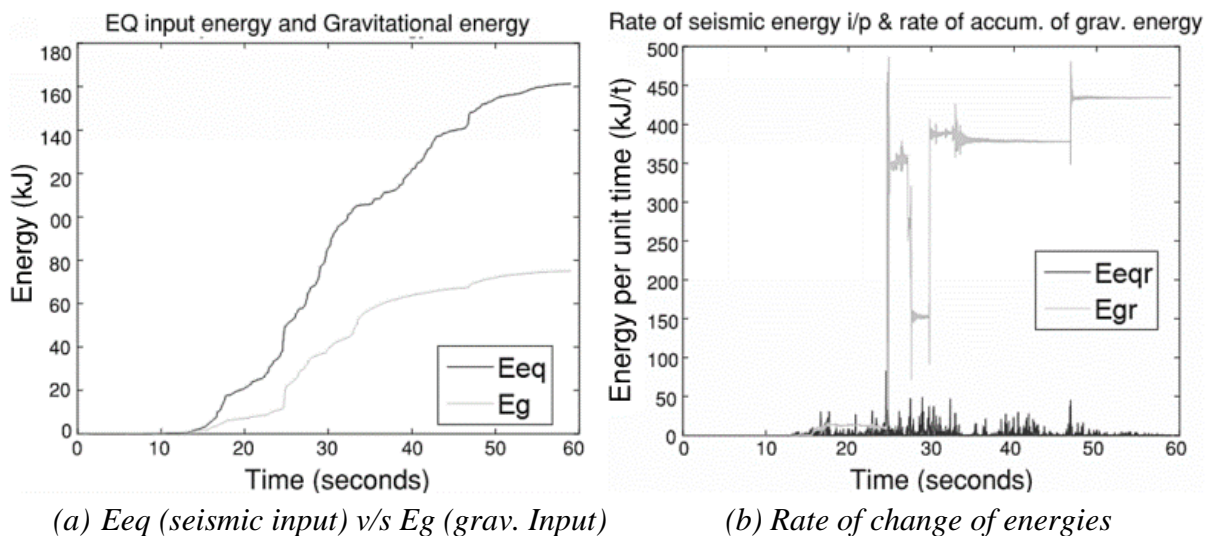 EQ input energy and Gravitational energy
Energy (kJ)
180
160
140
120
00
80
60
40
20
0
0
10
20
30
40
50
60
Eeq
Eg
Time (seconds)
(a) Eeq (seismic input) v/s Eg (grav. Input)
Rate of seismic energy i/p & rate of accum. of grav. energy
Energy per unit time (kJ/t)
500
450
400
350
300
250
200
150
100
50
0
0
10
20
30
40
50
60
Eeqr
Egr
Time (seconds)
(b) Rate of change of energies